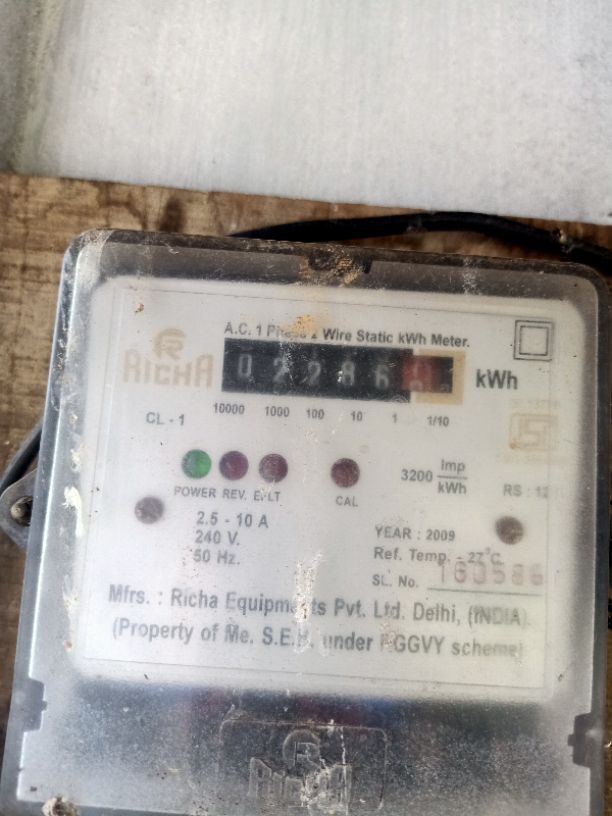 A.C. 1 Phase 2 Wire Static kWh Meter.
RICHA
0 2 2 8 6
kWh
10000 1000 100 10 1 1/10
CL - 1
POWER REV. E/LT
CAL
3200 Imp/kWh
2.5 - 10 A
240 V.
50 Hz.
YEAR : 2009
Ref. Temp. - 27°C
SL. No. 
Mfrs. : Richa Equipments Pvt. Ltd. Delhi, (INDIA).
(Property of Me. S.E.B. under RGGVY scheme)
RICHA